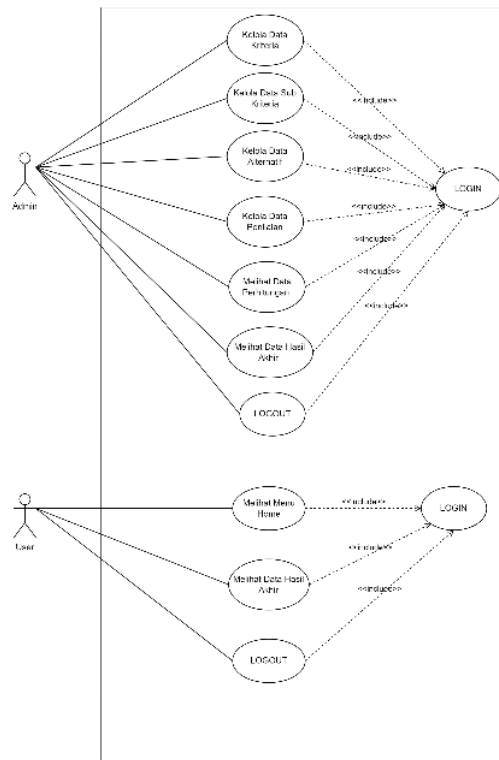 Kelola Data
Kriteria
<<Include>>
Kelola Data Sub
Kriteria
<<include>>
Kelola Data
Alternatif
<<include>>
Admin
LOGIN
Kelola Data
Penilaian
<<include>>
<<Include>>
Melihat Data
Perhitungan
<<include>>
Melihat Data Hasil
Akhir
<<include>>
LOGOUT
Melihat Menu
Home
<<include>>
LOGIN
User
<<include>>
Melihat Data Hasil
Akhir
<<include>>
LOGOUT